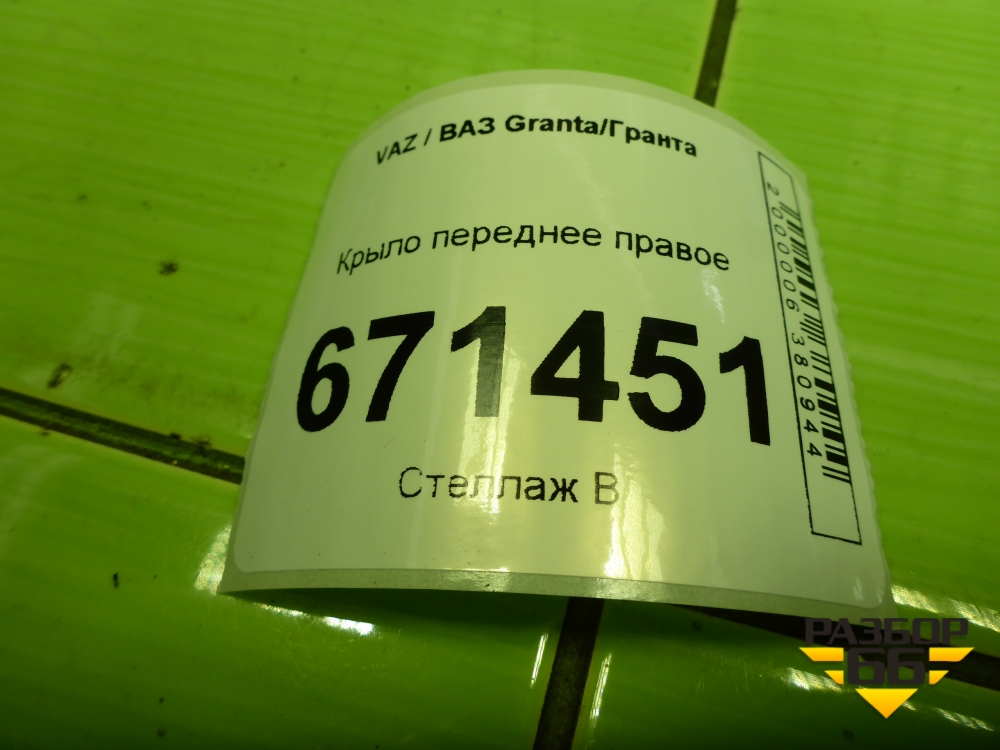 VAZ / ВАЗ Granta/Гранта
Крыло переднее правое
671451
Стеллаж В
2000006380944
РАЗБОР
66